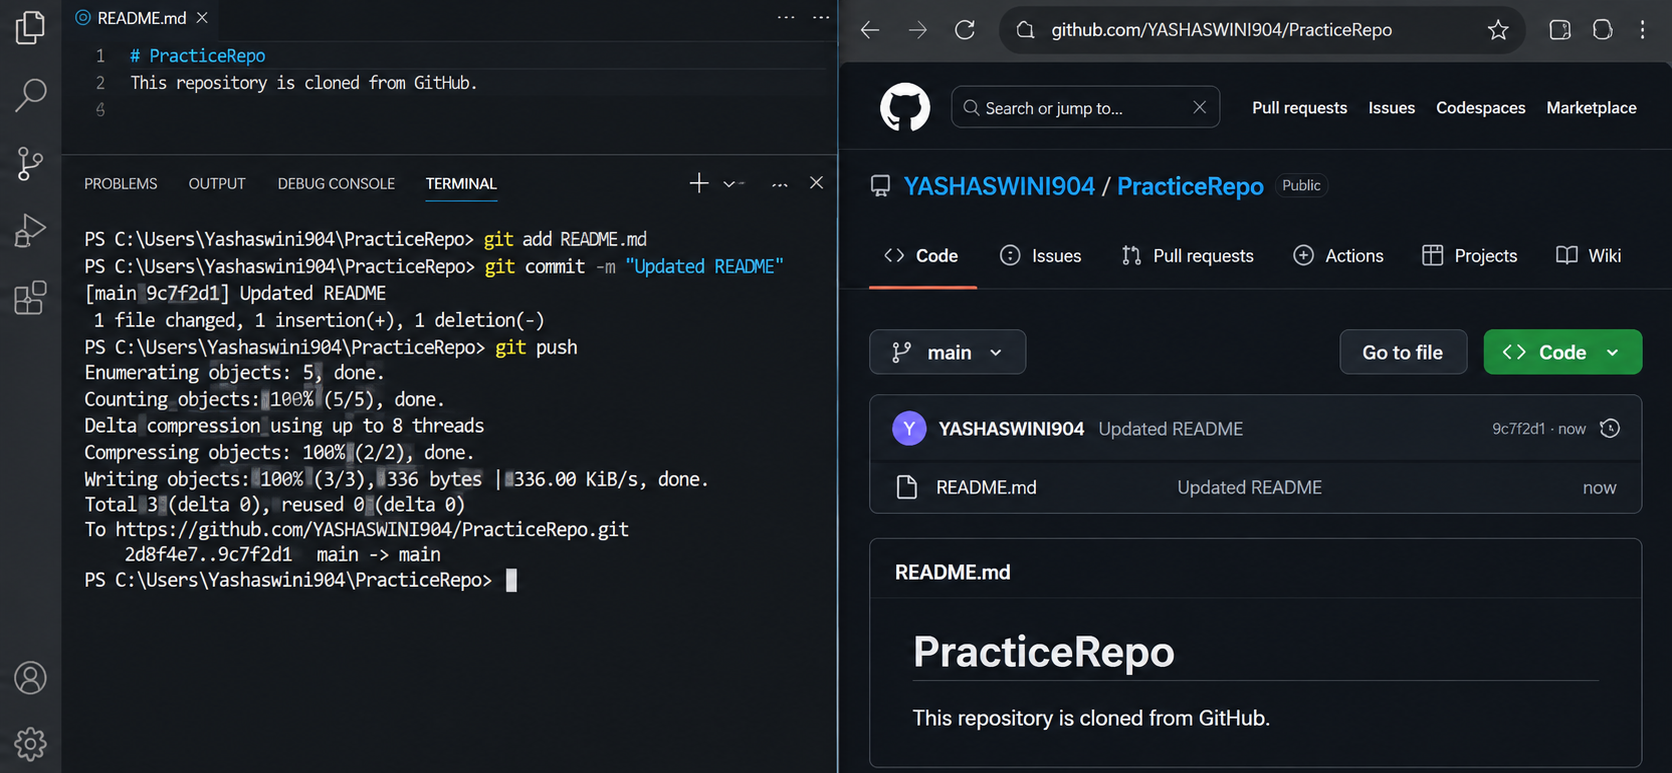 README.md
1 # PracticeRepo
2 This repository is cloned from GitHub.
6
PROBLEMS OUTPUT DEBUG CONSOLE TERMINAL
PS C:\Users\Yashaswini904\PracticeRepo> git add README.md
PS C:\Users\Yashaswini904\PracticeRepo> git commit -m "Updated README"
[main 9c7f2d1] Updated README
1 file changed, 1 insertion(+), 1 deletion(-)
PS C:\Users\Yashaswini904\PracticeRepo> git push
Enumerating objects: 5, done.
Counting objects: 100% (5/5), done.
Delta compression using up to 8 threads
Compressing objects: 100% (2/2), done.
Writing objects: 100% (3/3), 336 bytes | 336.00 KiB/s, done.
Total 3 (delta 0), reused 0 (delta 0)
To https://github.com/YASHASWINI904/PracticeRepo.git
2d8f4e7..9c7f2d1 main -> main
PS C:\Users\Yashaswini904\PracticeRepo>
github.com/YASHASWINI904/PracticeRepo
Search or jump to... Pull requests Issues Codespaces Marketplace
YASHASWINI904 / PracticeRepo Public
Code Issues Pull requests Actions Projects Wiki
main Go to file Code
Y YASHASWINI904 Updated README 9c7f2d1 · now
README.md Updated README now
README.md
PracticeRepo
This repository is cloned from GitHub.